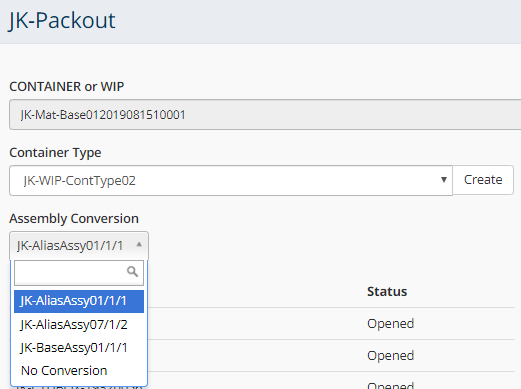 JK-Packout
CONTAINER or WIP
JK-Mat-Base012019081510001
Container Type
JK-WIP-ContType02
Create
Assembly Conversion
JK-AliasAssy01/1/1
JK-AliasAssy01/1/1
JK-AliasAssy07/1/2
JK-BaseAssy01/1/1
No Conversion
Status
Opened
Opened
Opened